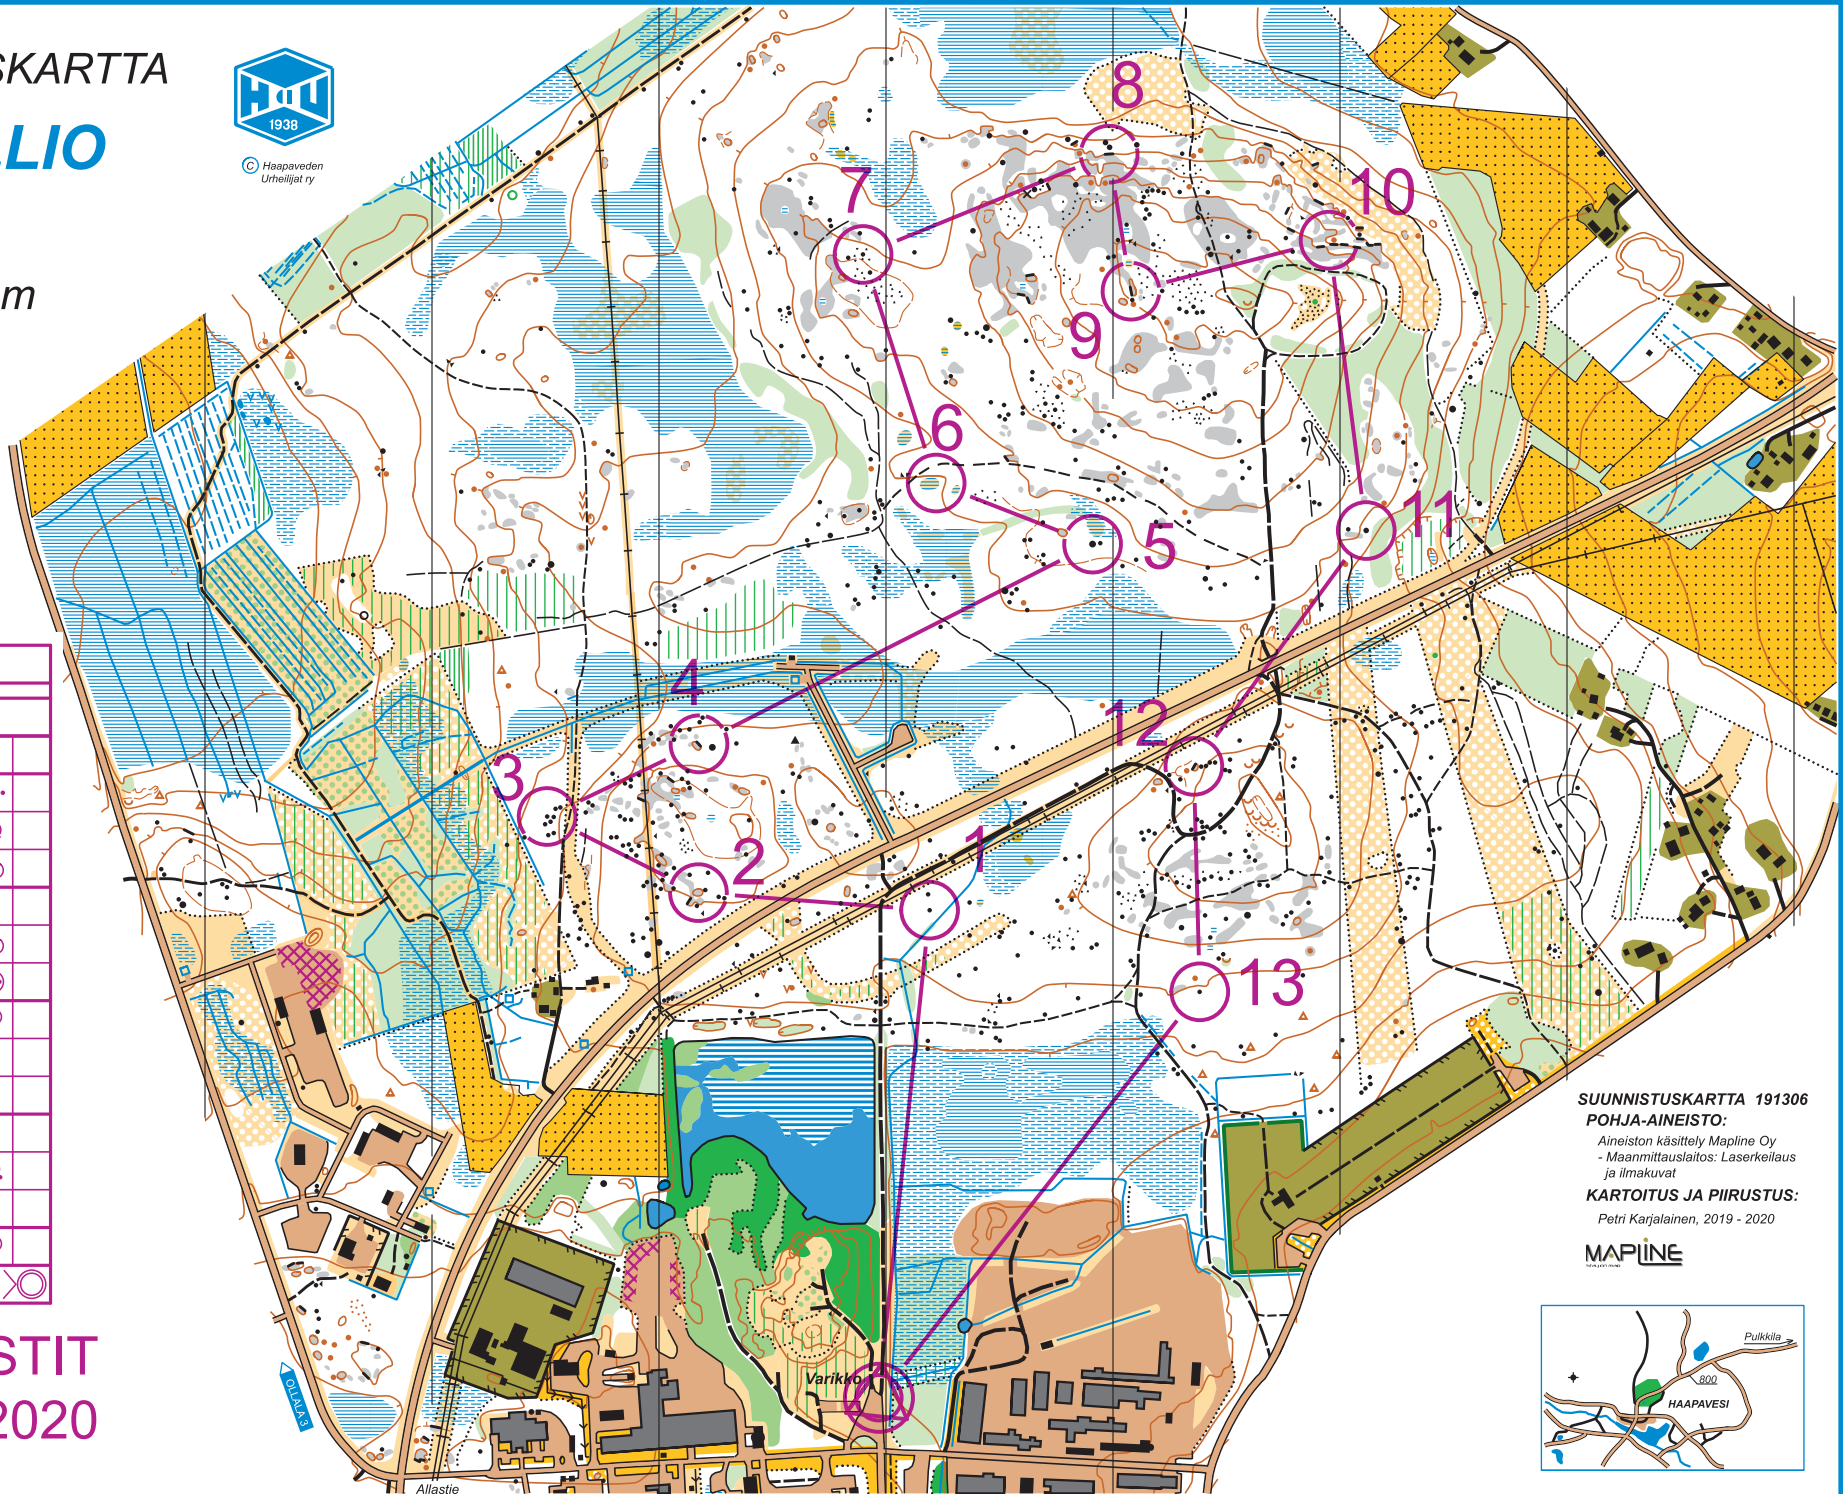 SKARTTA
LLIO
m
HU
1938
© Haapaveden
Urheilijat ry
8
7
10
9
6
11
5
4
12
3
1
2
13
SUUNNISTUSKARTTA 191306
POHJA-AINEISTO:
Aineiston käsittely Mapline Oy
- Maanmittauslaitos: Laserkeilaus
ja ilmakuvat
KARTOITUS JA PIIRUSTUS:
Petri Karjalainen, 2019 - 2020
MAPLINE
Pulkkila
800
HAAPAVESI
STIT
2020
OLLALA 3
Varikko
Allastie